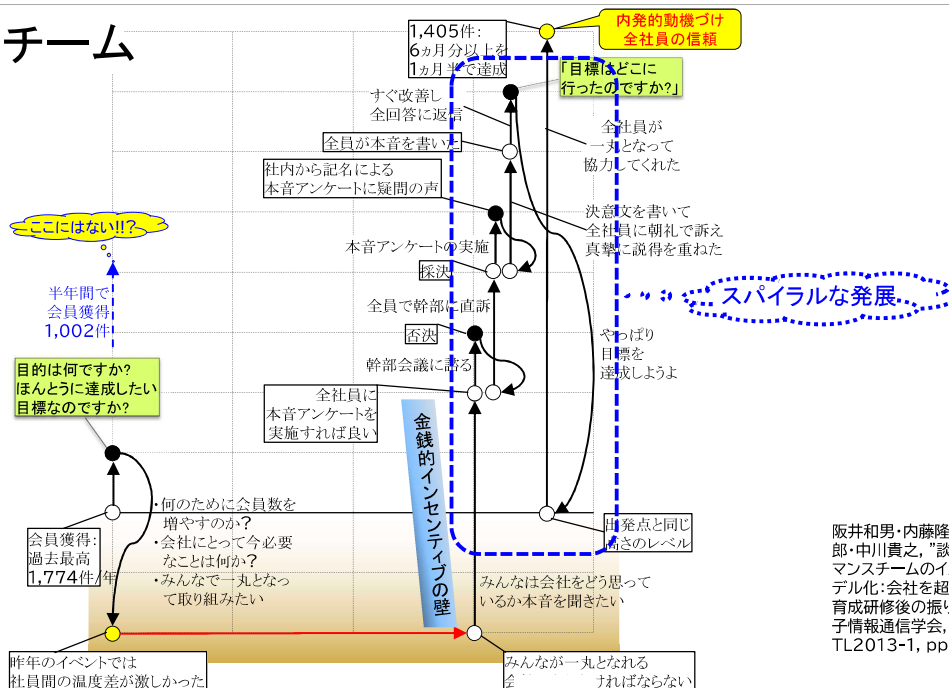 チーム
1,405件:
6ヵ月分以上を
1ヵ月半で達成
内発的動機づけ
全社員の信頼
「目標はどこに
行ったのですか?」
すぐ改善し
全回答に返信
全員が本音を書いた
全社員が
一丸となって
協力してくれた
社内から記名による
本音アンケートに疑問の声
ここにはない!!?
決意文を書いて
全社員に朝礼で訴え
真摯に説得を重ねた
本音アンケートの実施
採決
半年間で
会員獲得
1,002件
スパイラルな発展
全員で幹部に直訴
否決
やっぱり
目標を
達成しようよ
幹部会議に諮る
目的は何ですか?
ほんとうに達成したい
目標なのですか?
全社員に
本音アンケートを
実施すれば良い
金銭的インセンティブの壁
・何のために会員数を
増やすのか?
・会社にとって今必要
なことは何か?
・みんなで一丸となっ
て取り組みたい
会員獲得:
過去最高
1,774件/年
出発点と同じ
高さのレベル
みんなは会社をどう思って
いるか本音を聞きたい
昨年のイベントでは
社員間の温度差が激しかった
みんなが一丸となれる
ければならない
阪井和男・内藤隆
郎・中川貴之, ”談
マンスチームのイ
デル化:会社を超
育成研修後の振り
子情報通信学会,
TL2013-1, pp